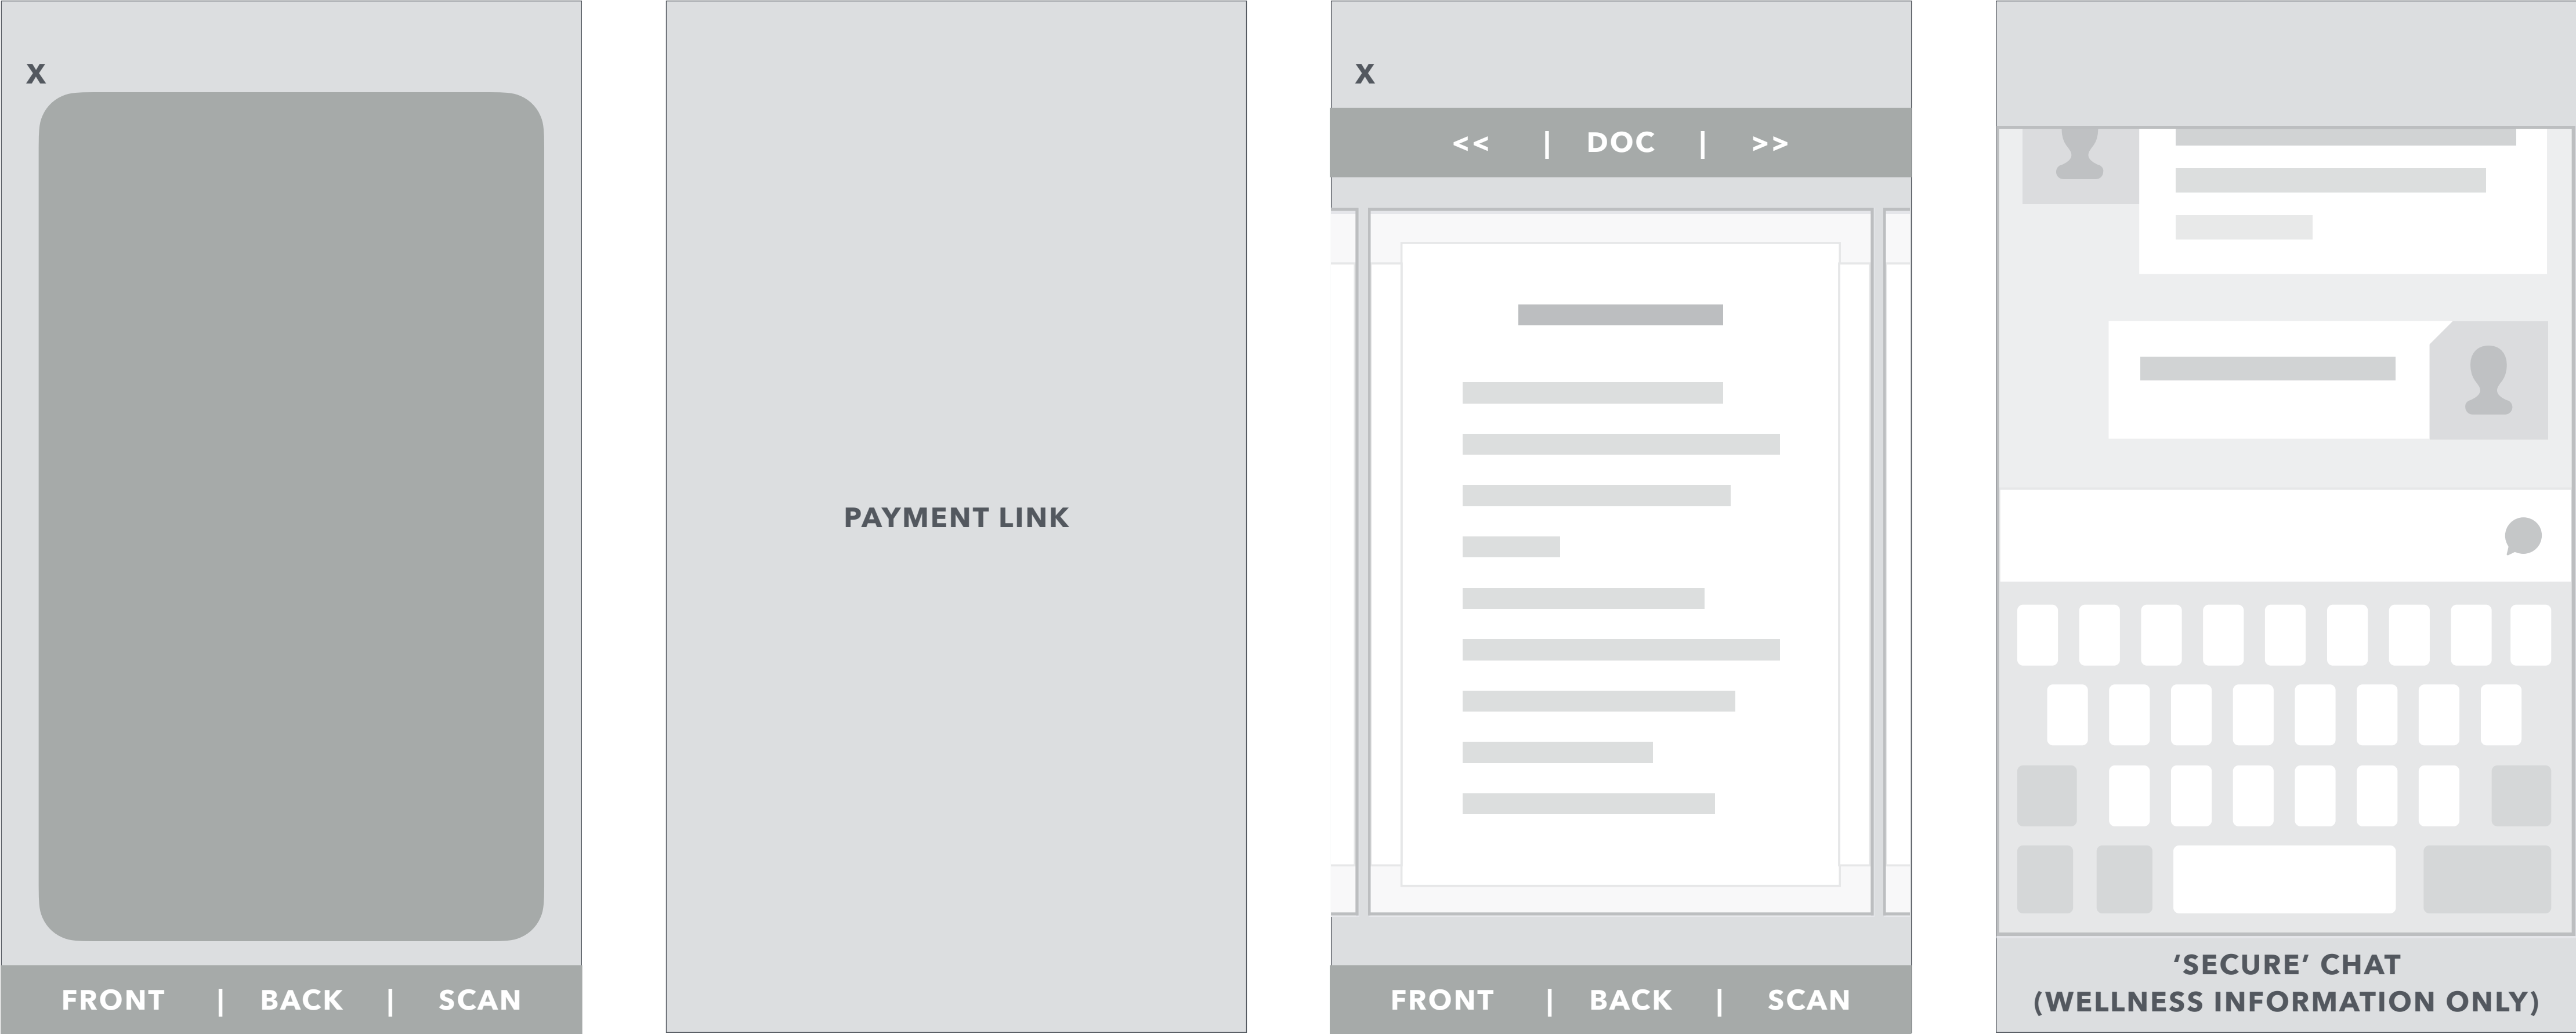 X
FRONT | BACK | SCAN
PAYMENT LINK
X
<< | DOC | >>
FRONT | BACK | SCAN
‘SECURE’ CHAT
(WELLNESS INFORMATION ONLY)